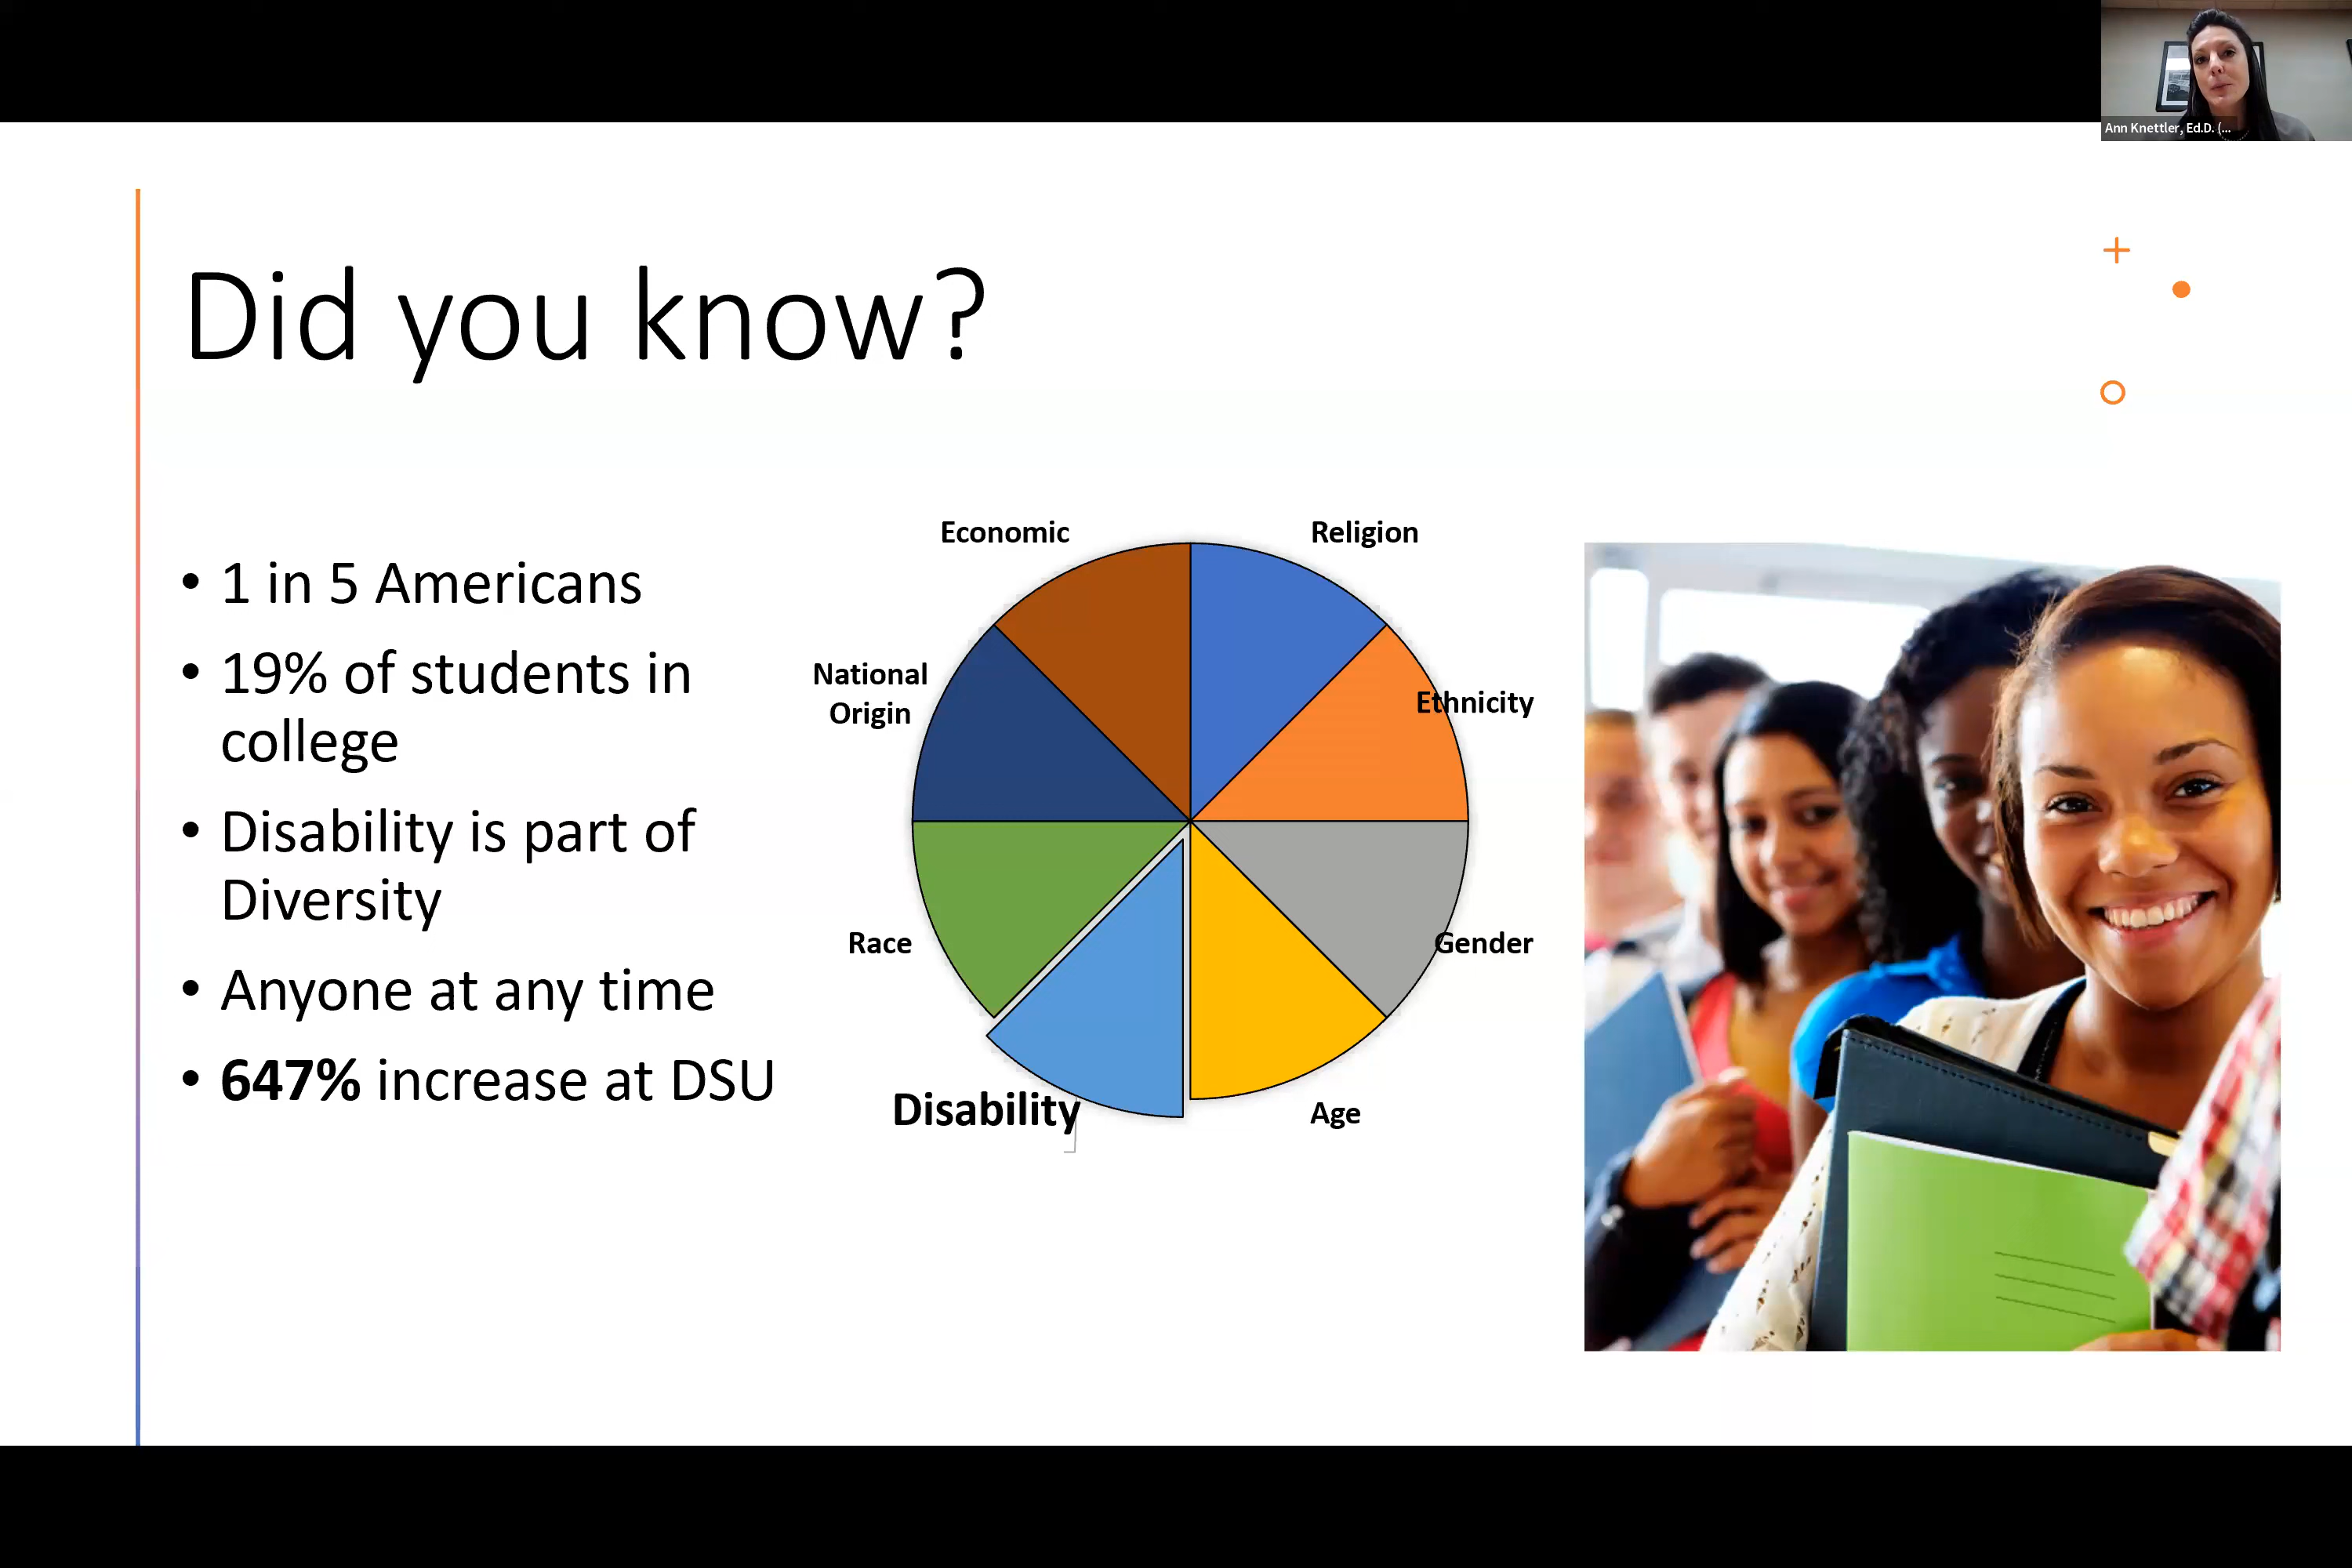 Ann Knettler, Ed.D. (...
Did you know?
• 1 in 5 Americans
• 19% of students in
college
• Disability is part of
Diversity
• Anyone at any time
• 647% increase at DSU
Economic
Religion
National
Origin
Ethnicity
Race
Gender
Disability
Age